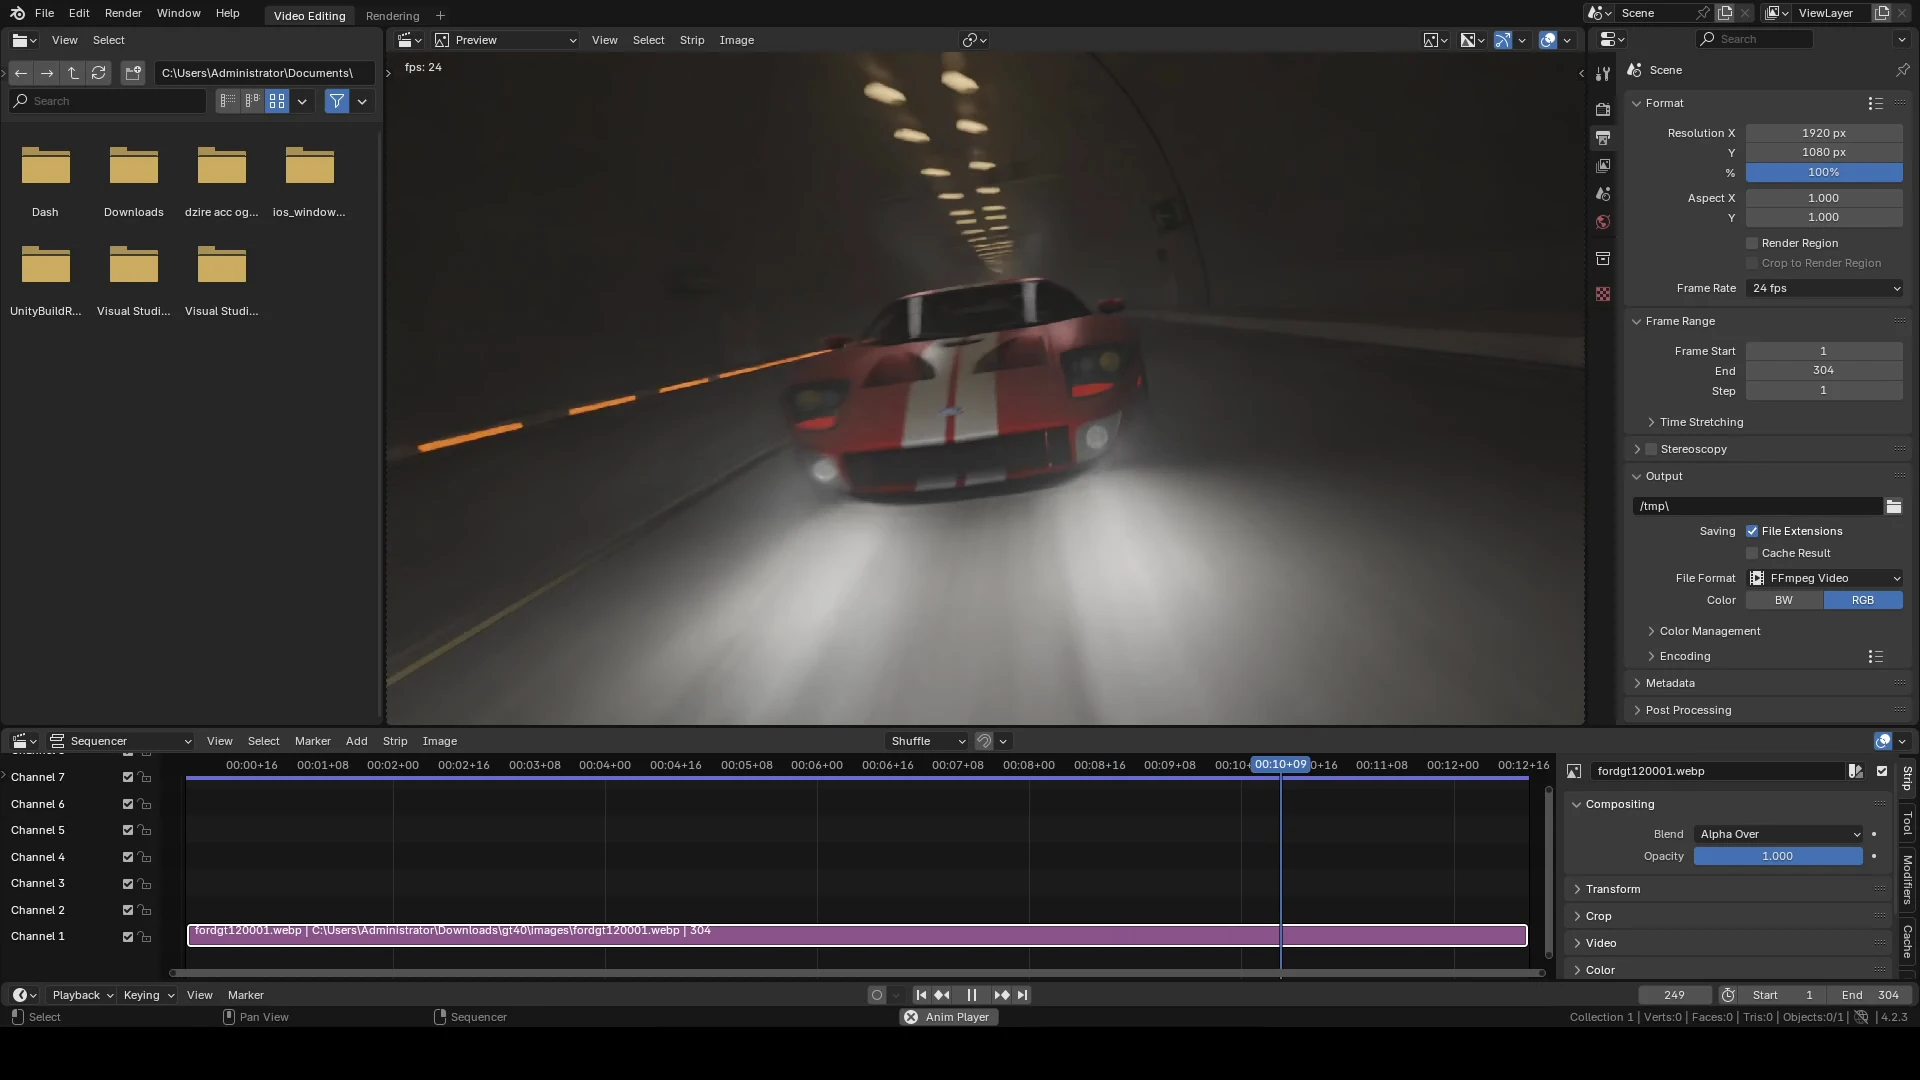 File Edit Render Window Help Video Editing Rendering + Scene ViewLayer
View Select
Preview View Select Strip Image
Search
C:\Users\Administrator\Documents\
Search
Dash Downloads dzire acc og... ios_window...
UnityBuildR... Visual Studi... Visual Studi...
fps: 24
Scene
Format
Resolution X 1920 px
Y 1080 px
% 100%
Aspect X 1.000
Y 1.000
Render Region
Crop to Render Region
Frame Rate 24 fps
Frame Range
Frame Start 1
End 304
Step 1
Time Stretching
Stereoscopy
Output
/tmp\
Saving File Extensions
Cache Result
File Format FFmpeg Video
Color BW RGB
Color Management
Encoding
Metadata
Post Processing
Sequencer View Select Marker Add Strip Image Shuffle
00:00+16 00:01+08 00:02+00 00:02+16 00:03+08 00:04+00 00:04+16 00:05+08 00:06+00 00:06+16 00:07+08 00:08+00 00:08+16 00:09+08 00:10+ 00:10+09 0+16 00:11+08 00:12+00 00:12+16
Channel 7
Channel 6
Channel 5
Channel 4
Channel 3
Channel 2
Channel 1
fordgt120001.webp | C:\Users\Administrator\Downloads\gt40\images\fordgt120001.webp | 304
fordgt120001.webp
Compositing
Blend Alpha Over
Opacity 1.000
Transform
Crop
Video
Color
Strip
Tool
Modifiers
Cache
Playback Keying View Marker 249 Start 1 End 304
Select Pan View Sequencer Anim Player Collection 1 | Verts:0 | Faces:0 | Tris:0 | Objects:0/1 | 4.2.3